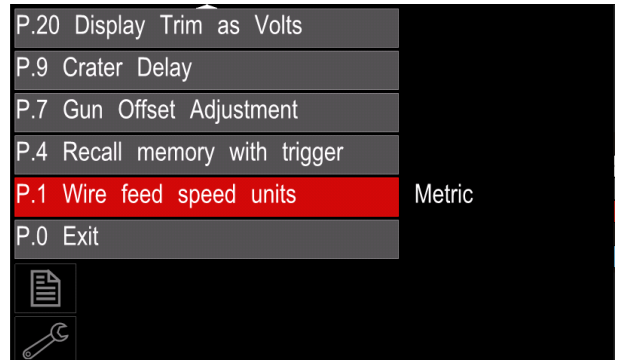 P.20 Display Trim as Volts
P.9 Crater Delay
P.7 Gun Offset Adjustment
P.4 Recall memory with trigger
P.1 Wire feed speed units Metric
P.0 Exit